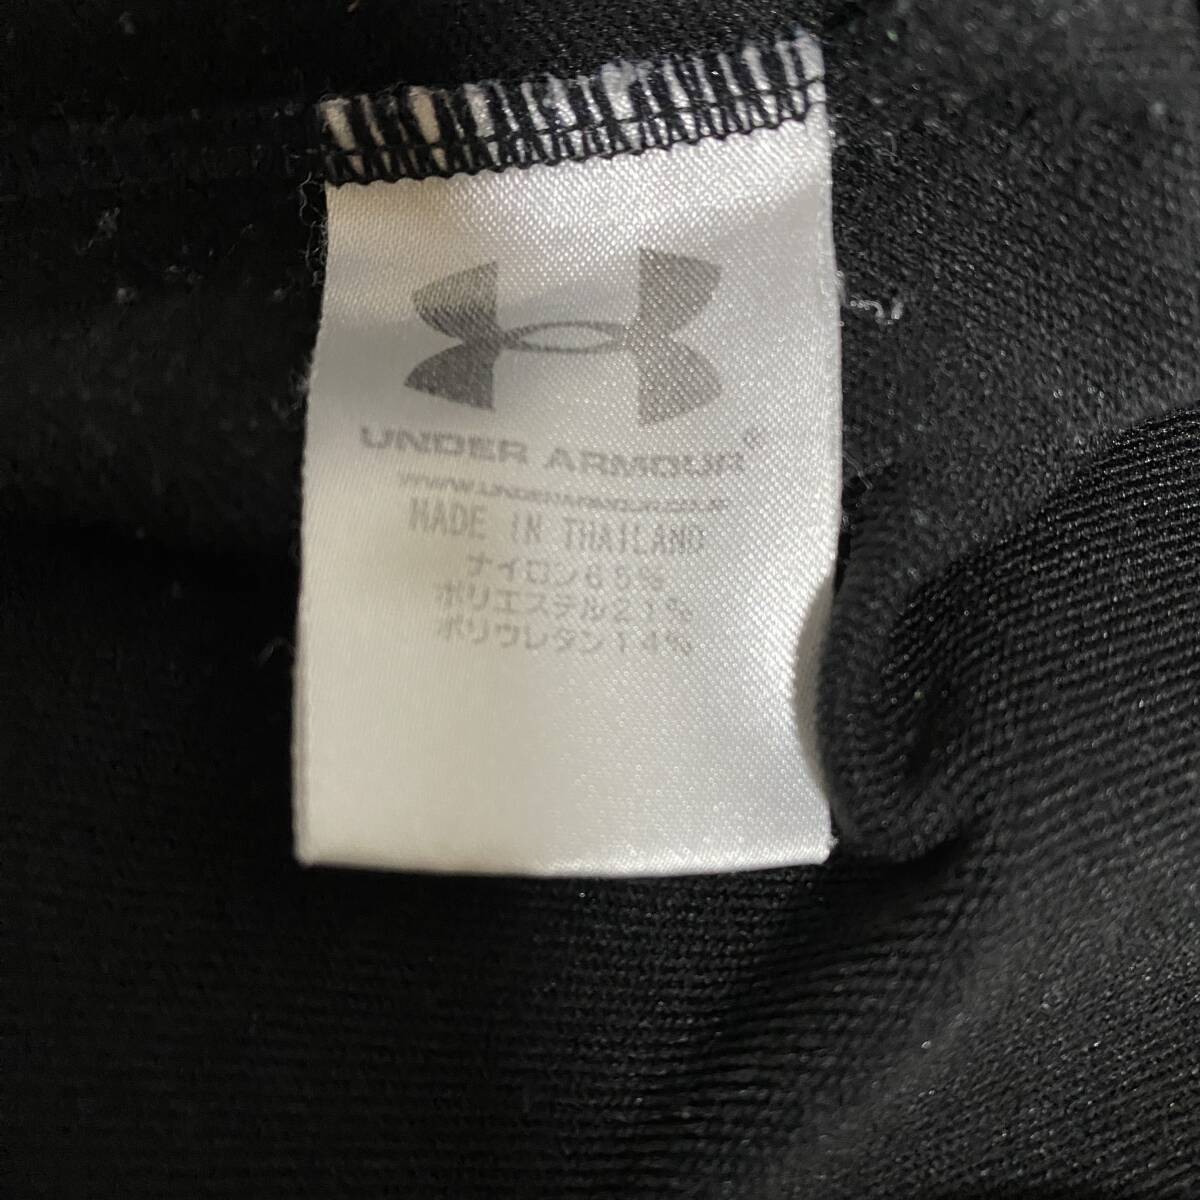 UNDER ARMOUR®
MADE IN THAILAND
ナイロン65%
ポリエステル21%
ポリウレタン14%